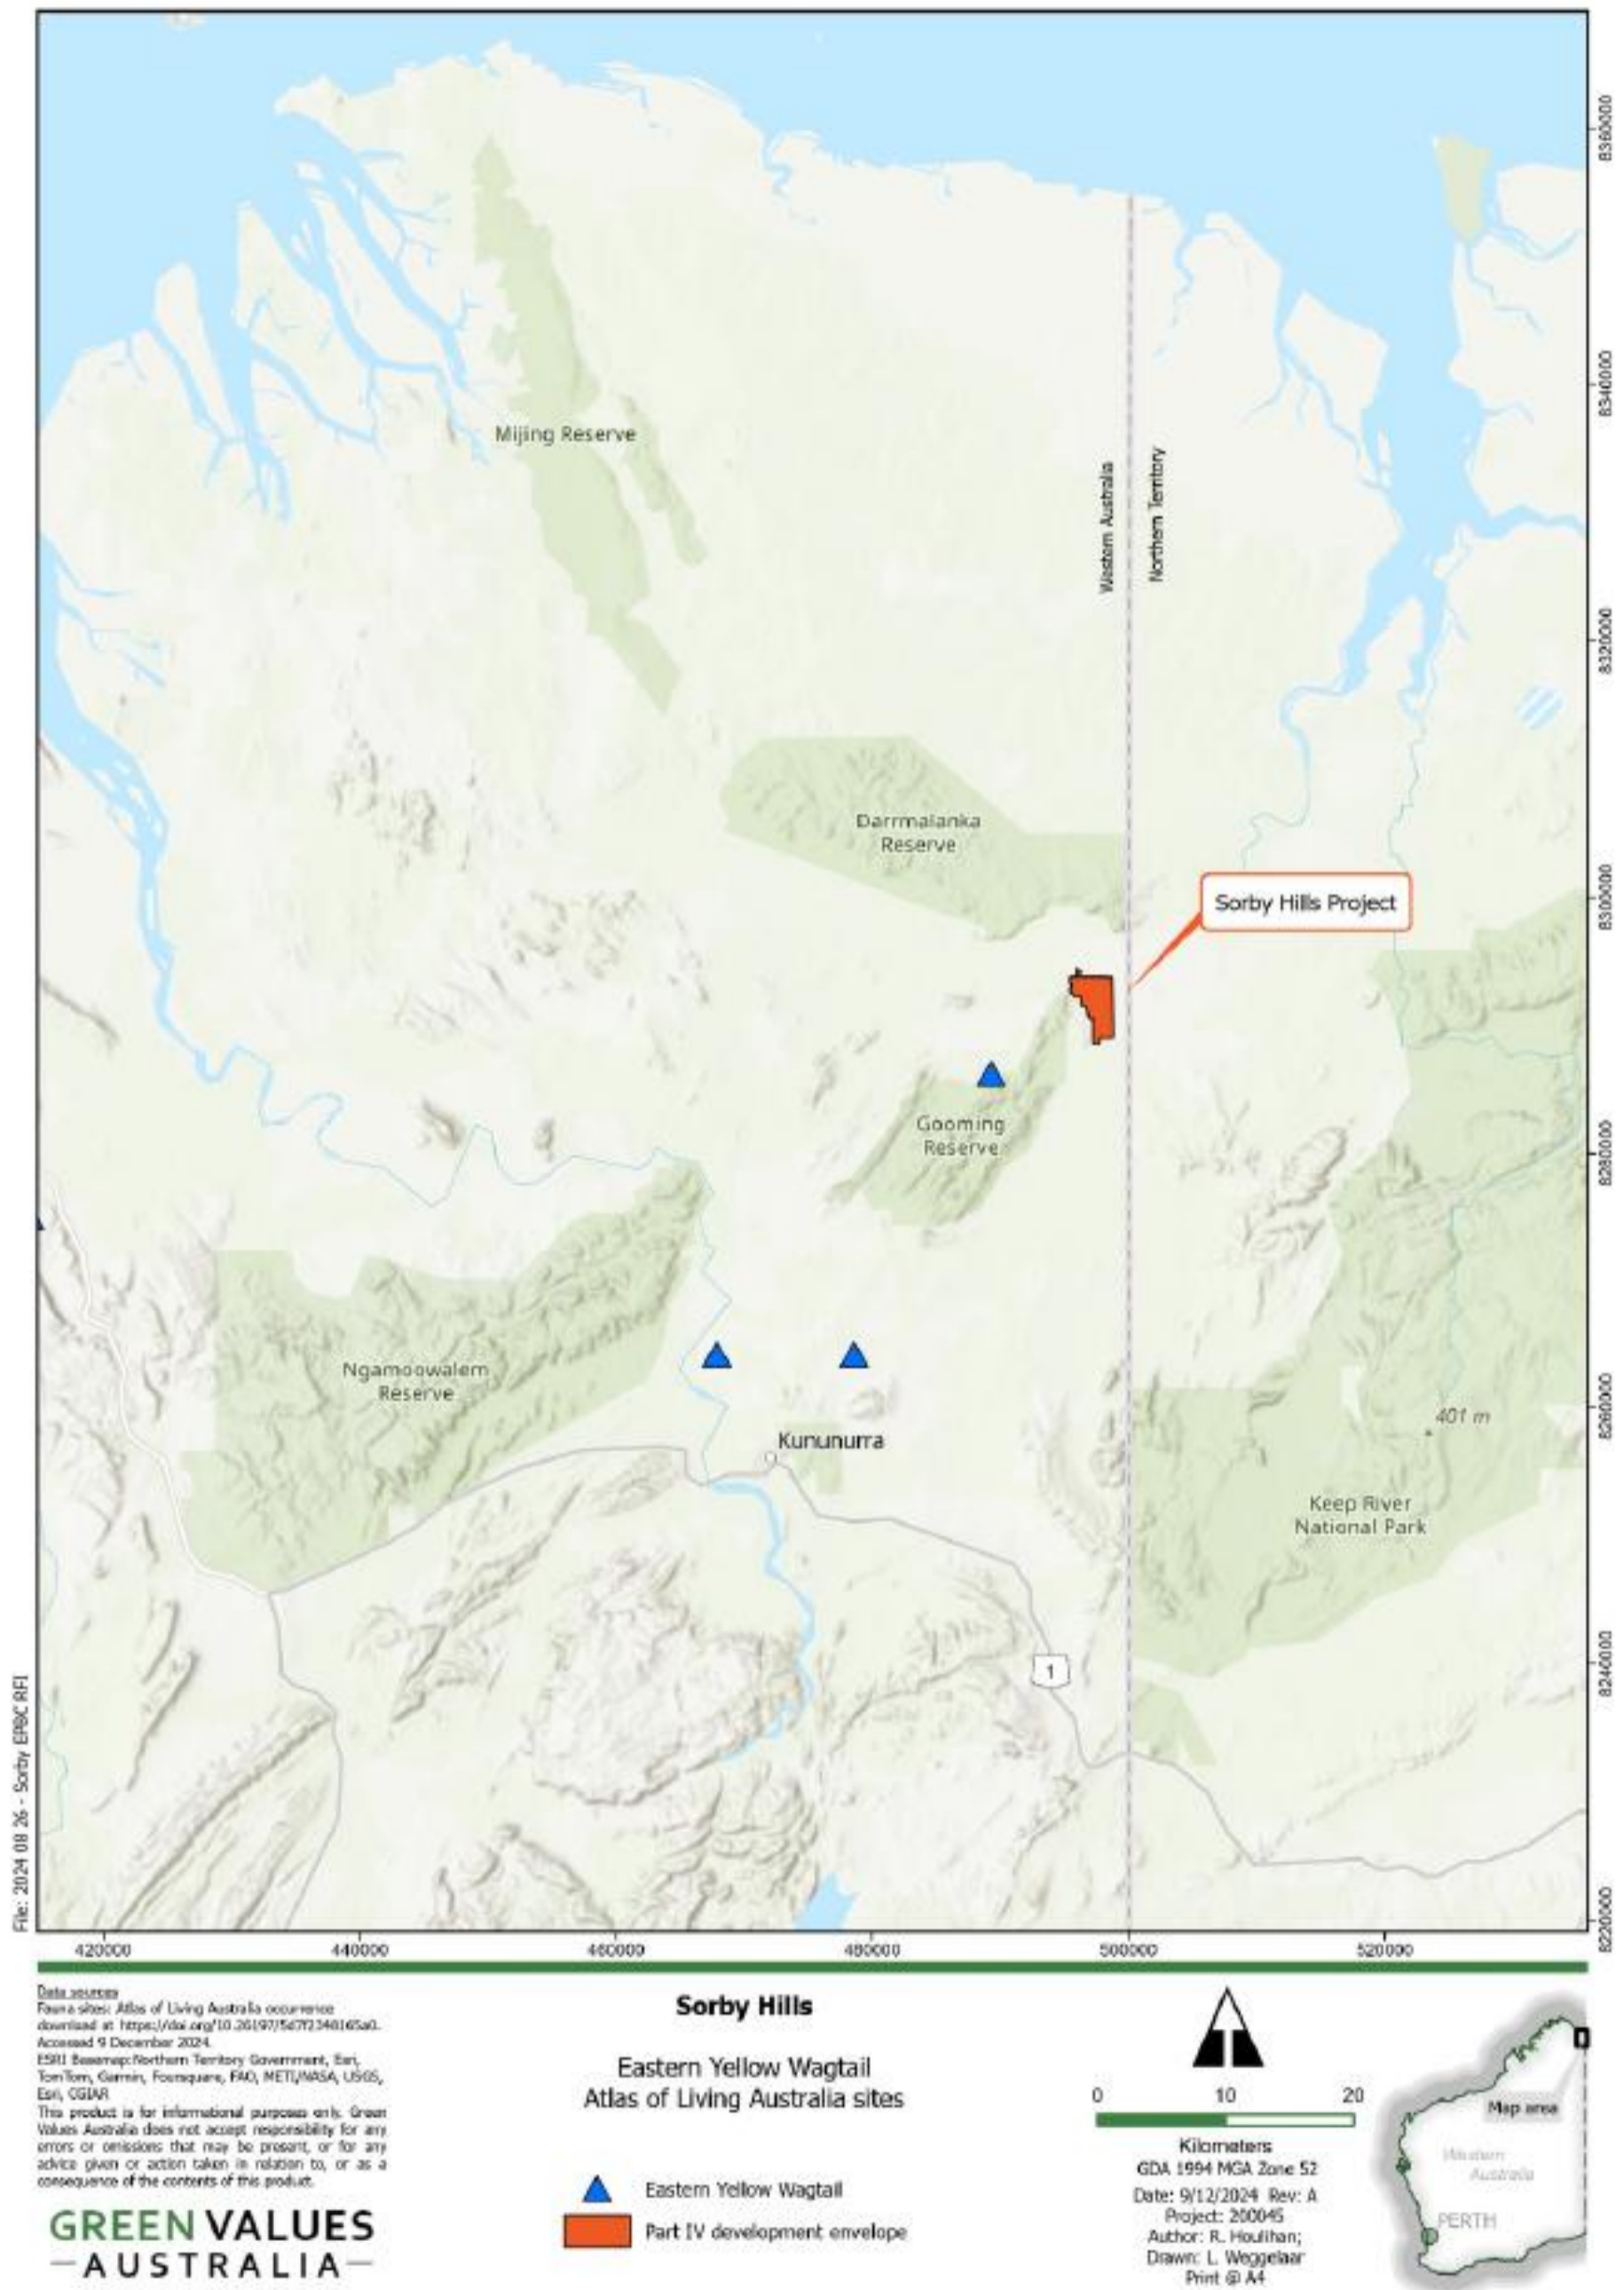 8360000
8340000
Mijing Reserve
Western Australia
Northern Territory
8320000
Darrmalanka
Reserve
8300000
Sorby Hills Project
Gooming
Reserve
8280000
Ngamoowalem
Reserve
8260000
401 m
Kununurra
Keep River
National Park
8240000
1
File: 2024 08 26 - Sorby EPBC RFI
8220000
420000
440000
460000
480000
500000
520000
Data sources
Fauna sites: Atlas of Living Australia occurrence
download at
Accessed 9 December 2024.
ESRI Basemap: Northern Territory Government, Esri,
TomTom, Garmin, Foursquare, FAO, METI/NASA, USGS,
Esri, CGIAR
This product is for informational purposes only. Green
Values Australia does not accept responsibility for any
errors or omissions that may be present, or for any
advice given or action taken in relation to, or as a
consequence of the contents of this product.
GREEN VALUES
AUSTRALIA
Sorby Hills
Eastern Yellow Wagtail
Atlas of Living Australia sites
Eastern Yellow Wagtail
Part IV development envelope
0
10
20
Kilometers
GDA 1994 MGA Zone 52
Date: 9/12/2024 Rev: A
Project: 200045
Author: R. Houlihan;
Drawn: L. Weggelaar
Print @ A4
Map area
Western
Australia
PERTH